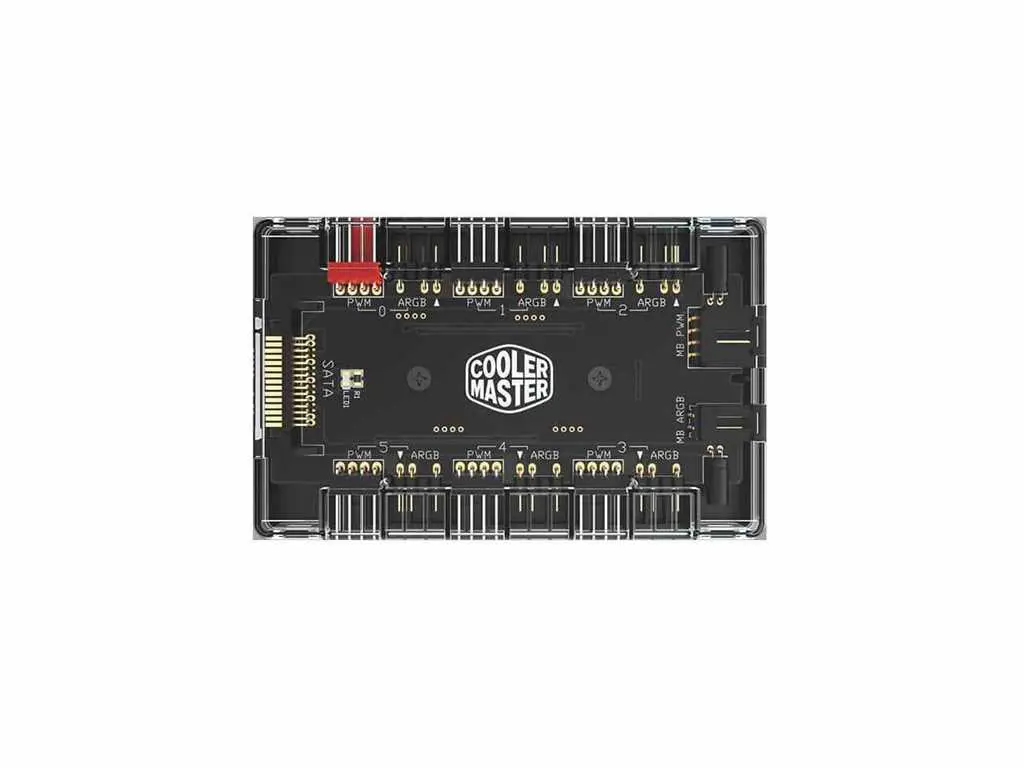 PWM ARGB PWM ARGB PWM ARGB
0 1 2
MB PWM
SATA
LED1
R1
COOLER
MASTER
MB ARGB
5 4 3
PWM ARGB PWM ARGB PWM ARGB